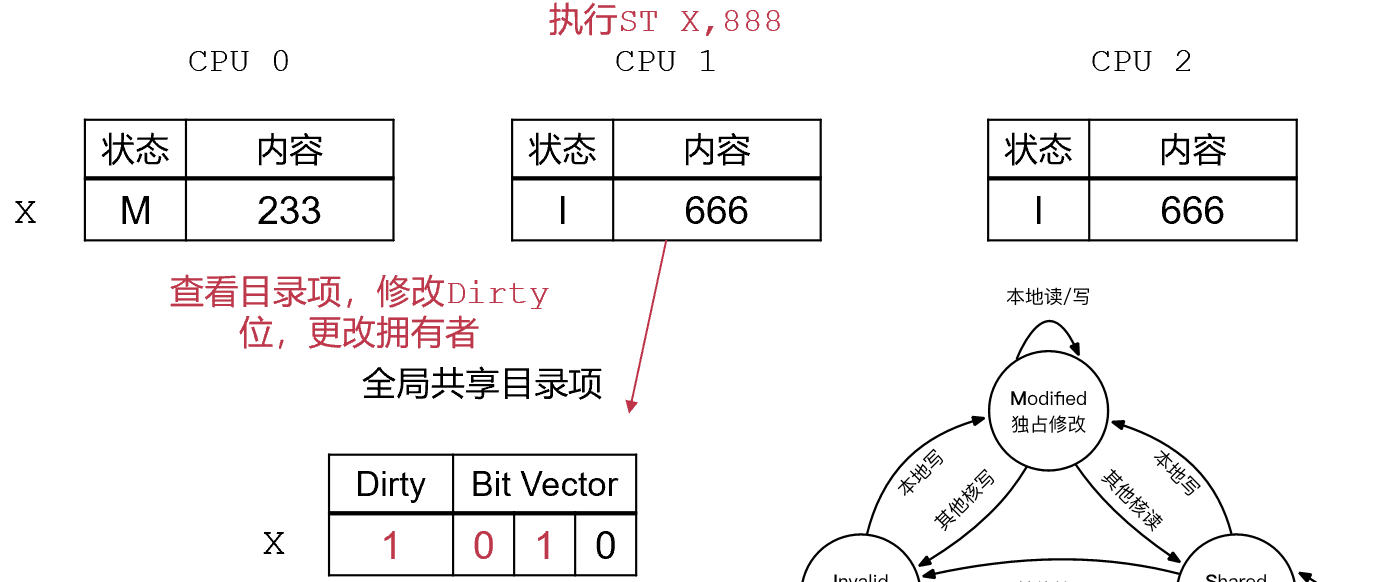 执行ST X,888
CPU 0
CPU 1
CPU 2
状态 内容
状态 内容
状态 内容
X M 233
I 666
I 666
查看目录项，修改Dirty
位，更改拥有者
全局共享目录项
Dirty Bit Vector
X 1 0 1 0
本地读/写
Modified
独占修改
本地写
其他核写
其他核读
本地写
Invalid
Shared